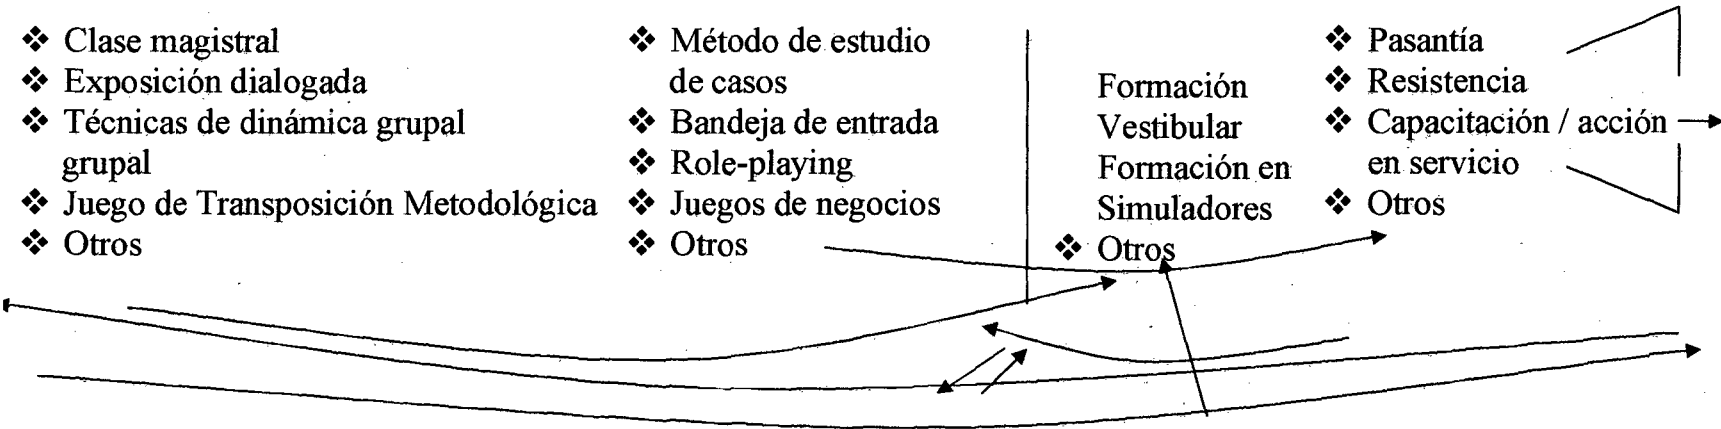 ❖ Clase magistral
❖ Exposición dialogada
❖ Técnicas de dinámica grupal
grupal
❖ Juego de Transposición Metodológica
❖ Otros
❖ Método de estudio
de casos
❖ Bandeja de entrada
❖ Role-playing
❖ Juegos de negocios
❖ Otros
Formación
Vestibular
Formación en
Simuladores
❖ Otros
❖ Pasantía
❖ Resistencia
❖ Capacitación / acción
en servicio
❖ Otros